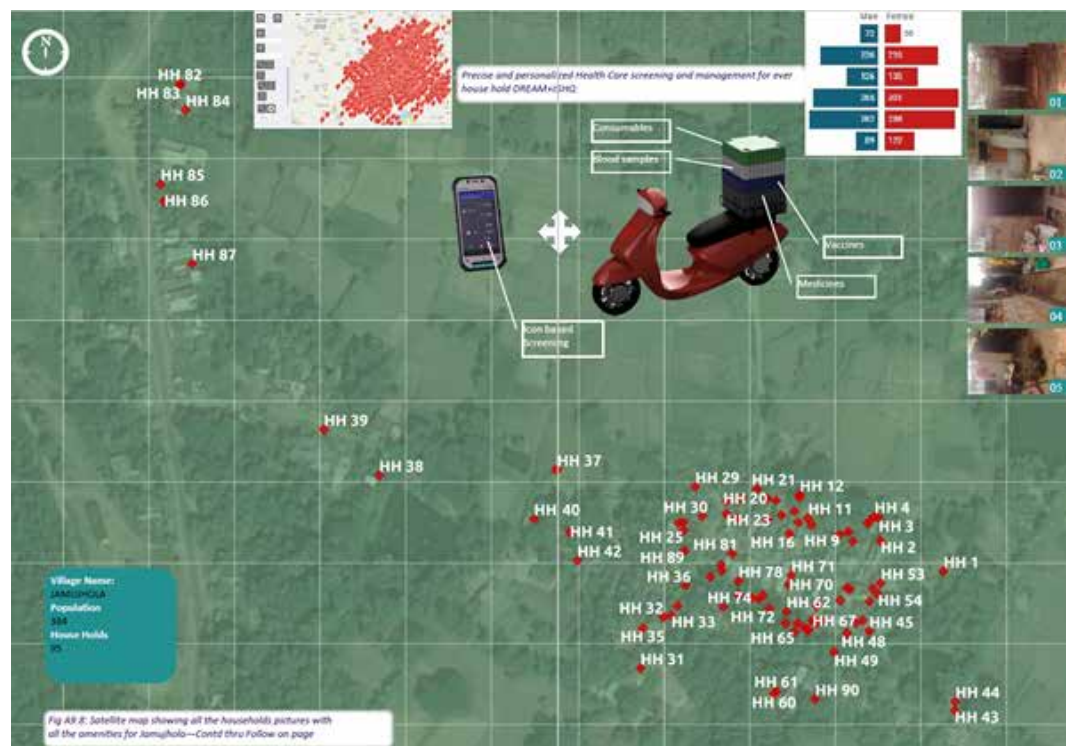 N
Male Female
72
Precise and personalized Health Care screening and management for ever
house hold DREAM+cSHQ:
Consumables
Blood samples
Vaccines
Medicines
Icon based
Screening
01
02
03
04
05
HH 82
HH 83
HH 84
HH 85
HH 86
HH 87
HH 39
HH 38
HH 37
HH 40
HH 41
HH 42
HH 29
HH 21
HH 12
HH 20
HH 30
HH 11
HH 4
HH 23
HH 3
HH 25
HH 81
HH 16
HH 9
HH 2
HH 89
HH 1
HH 36
HH 78
HH 71
HH 70
HH 53
HH 74
HH 62
HH 54
HH 32
HH 33
HH 72
HH 67
HH 45
HH 35
HH 65
HH 48
HH 31
HH 49
HH 61
HH 60
HH 90
HH 44
HH 43
Village Name:
JAMUJHOLA
Population
House Holds
Fig A9.8: Satellite map showing all the households pictures with
all the amenities for Jamujhola—Contd thru Follow on page